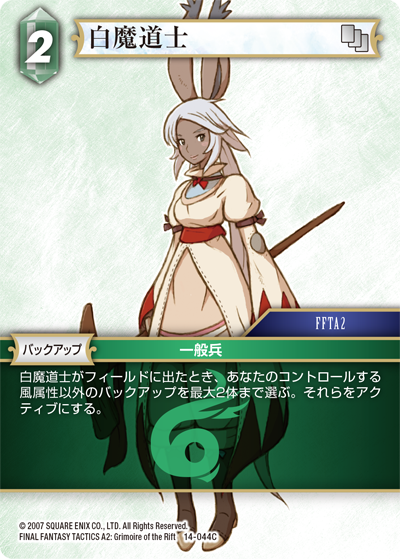 2
白魔道士
FFTA2
バックアップ
一般兵
白魔道士がフィールドに出たとき、あなたのコントロールする
風属性以外のバックアップを最大2体まで選ぶ。それらをアク
ティブにする。
© 2007 SQUARE ENIX CO., LTD. All Rights Reserved.
FINAL FANTASY TACTICS A2: Grimoire of the Rift 14-044C